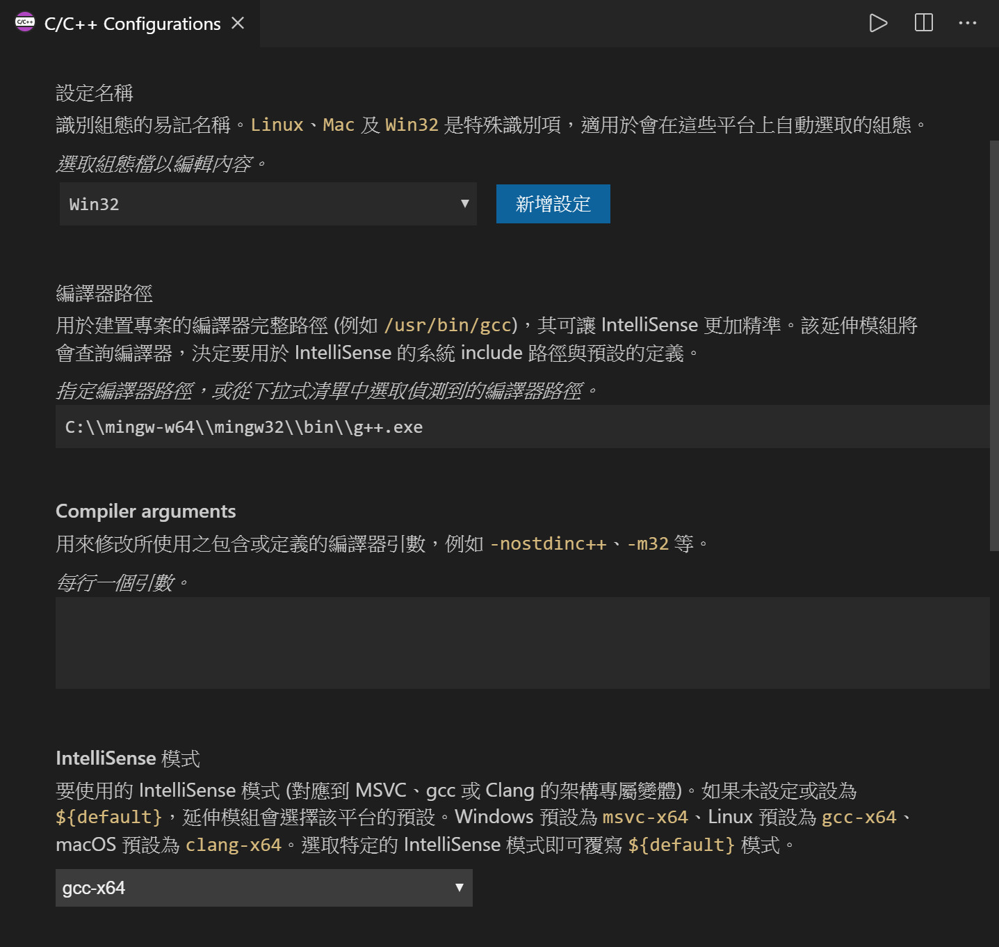 C/C++ Configurations
設定名稱
識別組態的易記名稱。Linux、Mac 及 Win32 是特殊識別項，適用於會在這些平台上自動選取的組態。
選取組態檔以編輯內容。
Win32
新增設定
編譯器路徑
用於建置專案的編譯器完整路徑 (例如 /usr/bin/gcc)，其可讓 IntelliSense 更加精準。該延伸模組將
會查詢編譯器，決定要用於 IntelliSense 的系統 include 路徑與預設的定義。
指定編譯器路徑，或從下拉式清單中選取偵測到的編譯器路徑。
C:\\mingw-w64\\mingw32\\bin\\g++.exe
Compiler arguments
用來修改所使用之包含或定義的編譯器引數，例如 -nostdinc++、-m32 等。
每行一個引數。
IntelliSense 模式
要使用的 IntelliSense 模式 (對應到 MSVC、gcc 或 Clang 的架構專屬變體)。如果未設定或設為
${default}，延伸模組會選擇該平台的預設。Windows 預設為 msvc-x64、Linux 預設為 gcc-x64、
macOS 預設為 clang-x64。選取特定的 IntelliSense 模式即可覆寫 ${default} 模式。
gcc-x64